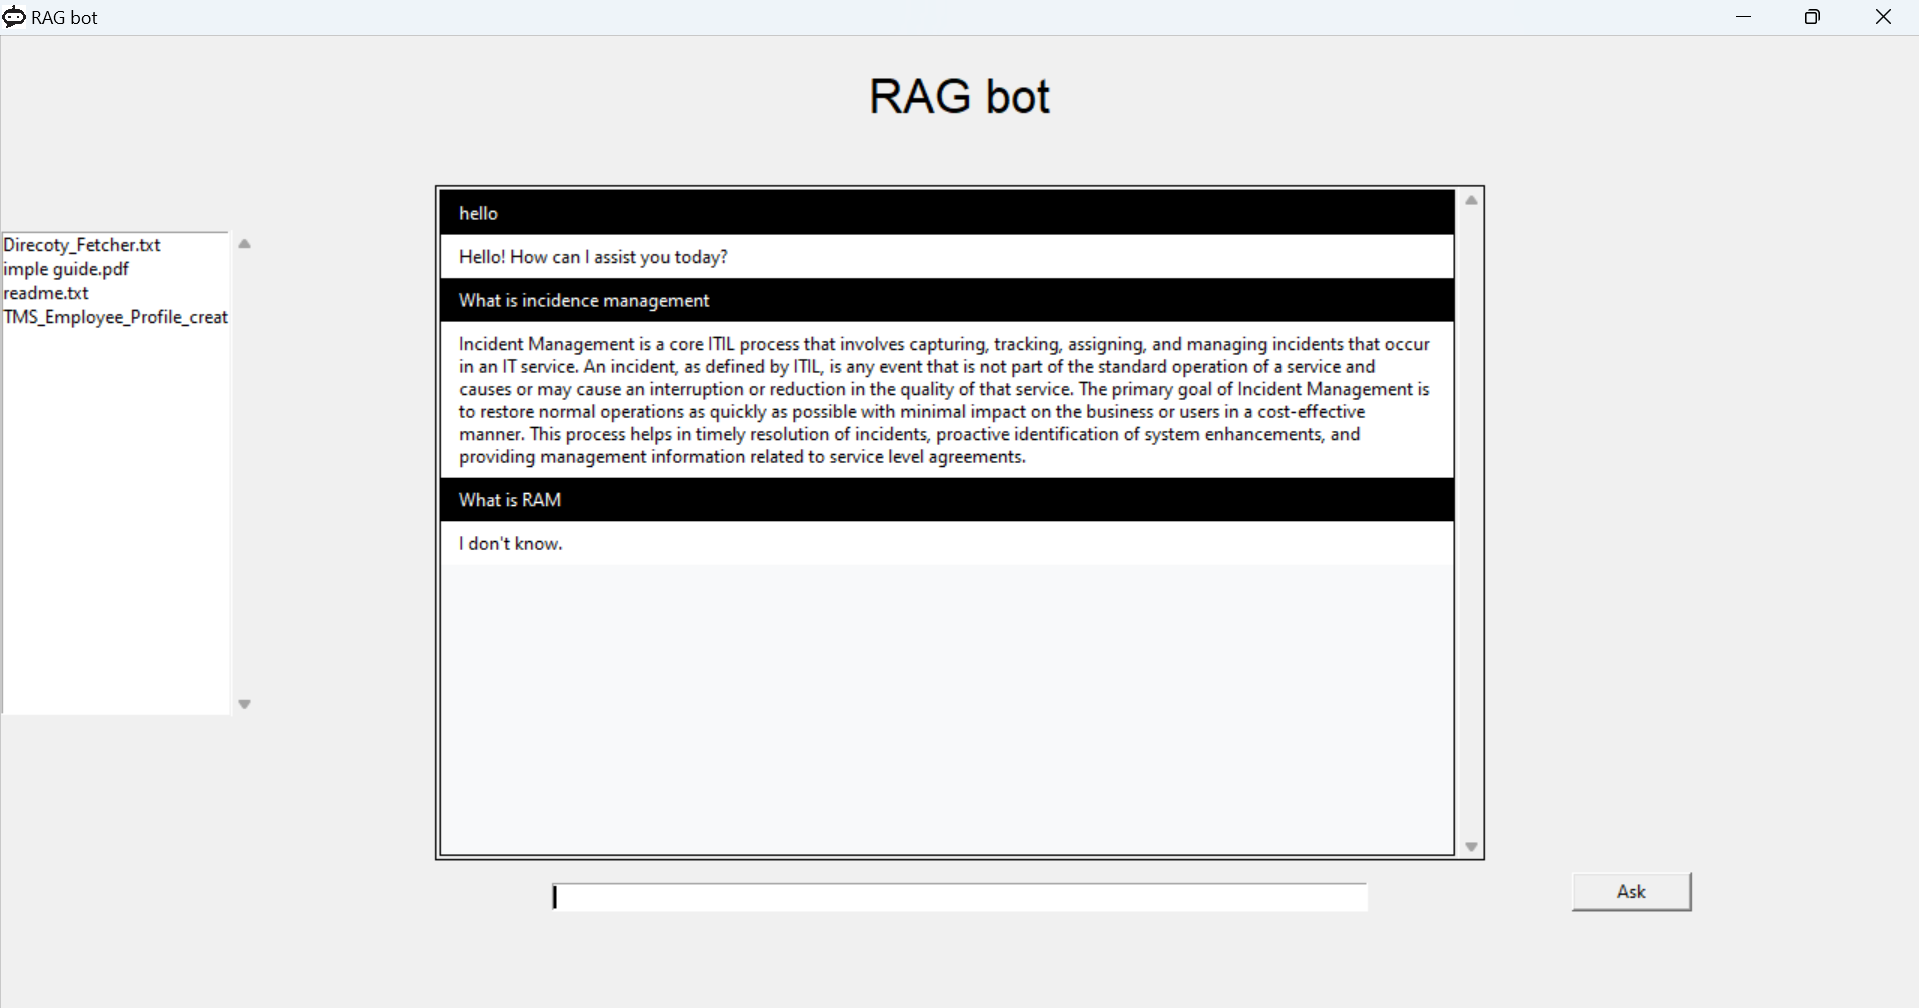 RAG bot
RAG bot
Direcoty_Fetcher.txt
imple guide.pdf
readme.txt
TMS_Employee_Profile_creat
hello
Hello! How can I assist you today?
What is incidence management
Incident Management is a core ITIL process that involves capturing, tracking, assigning, and managing incidents that occur
in an IT service. An incident, as defined by ITIL, is any event that is not part of the standard operation of a service and
causes or may cause an interruption or reduction in the quality of that service. The primary goal of Incident Management is
to restore normal operations as quickly as possible with minimal impact on the business or users in a cost-effective
manner. This process helps in timely resolution of incidents, proactive identification of system enhancements, and
providing management information related to service level agreements.
What is RAM
I don't know.
Ask